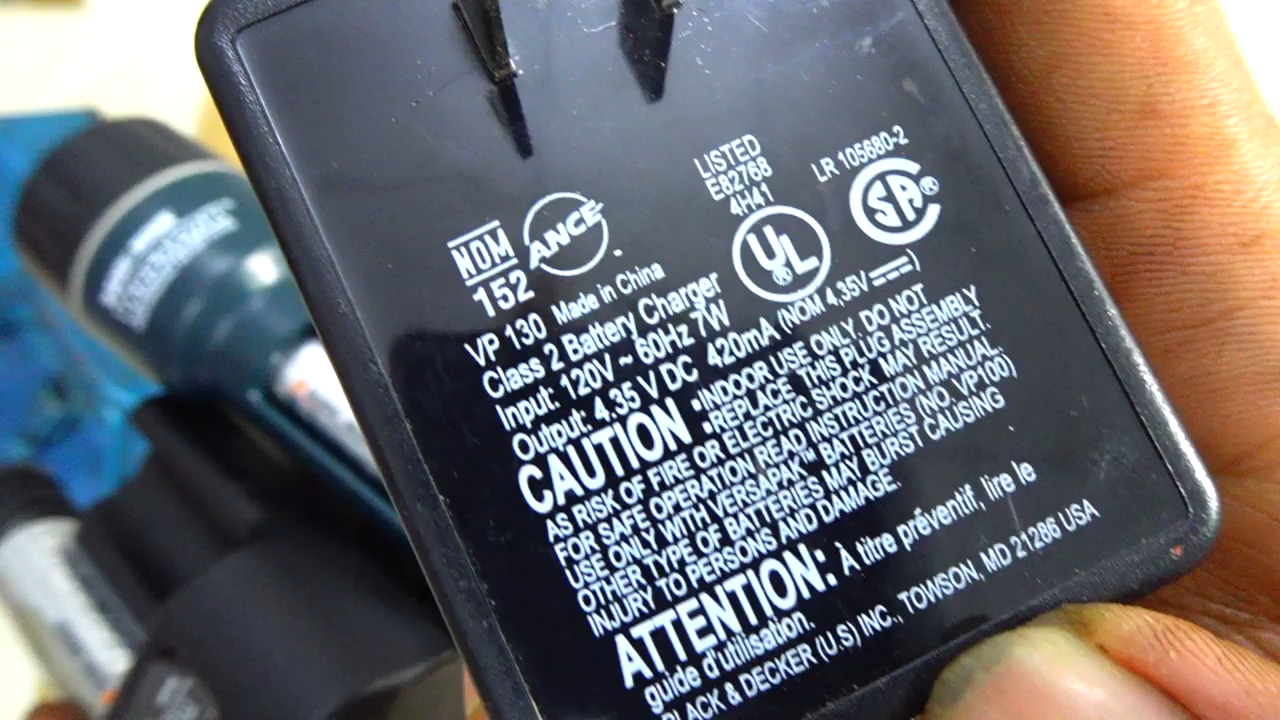 LISTED
E82768
4H41
LR 105680-2
UL
SA
NOM
152
ANCE
VP 130 Made in China
Class 2 Battery Charger
Input: 120V ~ 60Hz 7W
Output: 4.35 V DC 420mA (NOM 4,35V⎓)
CAUTION ▪INDOOR USE ONLY. DO NOT
▪REPLACE. THIS PLUG ASSEMBLY
AS RISK OF FIRE OR ELECTRIC SHOCK MAY RESULT.
FOR SAFE OPERATION READ INSTRUCTION MANUAL.
USE ONLY WITH VERSAPAK™ BATTERIES (NO. VP100)
OTHER TYPE OF BATTERIES MAY BURST CAUSING
INJURY TO PERSONS AND DAMAGE.
ATTENTION: À titre préventif, lire le
guide d'utilisation.
BLACK & DECKER (U.S) INC., TOWSON, MD 21286 USA